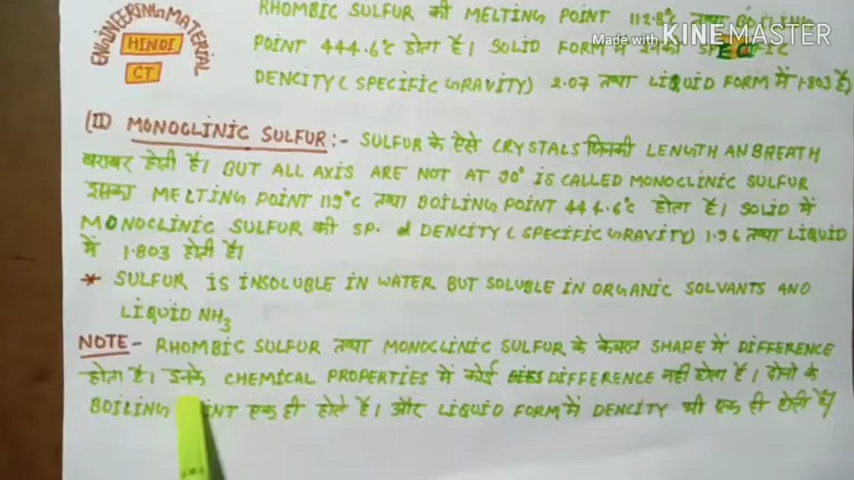 ENGINEERING MATERIAL
HINDI
CT
Made with KINEMASTER
RHOMBIC SULFUR की MELTING POINT 112.8°C तथा BOILING
POINT 444.6°C होता है। SOLID FORM में इनकी SPECIFIC
DENCITY (SPECIFIC GRAVITY) 2.07 तथा LIQUID FORM में 1.803 है)
(II) MONOCLINIC SULFUR :- SULFUR के ऐसे CRYSTALS जिनकी LENGTH AN BREATH
बराबर होती है। BUT ALL AXIS ARE NOT AT 90° IS CALLED MONOCLINIC SULFUR
इसका MELTING POINT 119°C तथा BOILING POINT 444.6°C होता है। SOLID में
MONOCLINIC SULFUR की SP. DENCITY (SPECIFIC GRAVITY) 1.96 तथा LIQUID
में 1.803 होती है।
* SULFUR IS INSOLUBLE IN WATER BUT SOLUBLE IN ORGANIC SOLVANTS AND
LIQUID NH3
NOTE - RHOMBIC SULFUR तथा MONOCLINIC SULFUR के केवल SHAPE में DIFFERENCE
होता है। इनके CHEMICAL PROPERTIES में कोई DIFFERENCE नही होता है। दोनो के
BOILING INT एक ही होते है। और LIQUID FORM में DENCITY भी एक ही होती है।